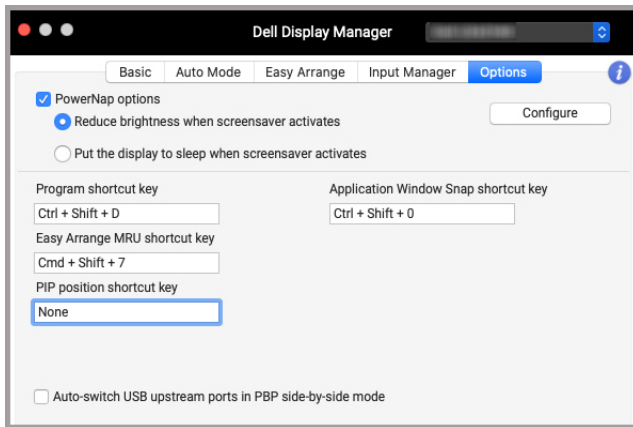 Dell Display Manager
Basic Auto Mode Easy Arrange Input Manager Options
i
PowerNap options
Configure
Reduce brightness when screensaver activates
Put the display to sleep when screensaver activates
Program shortcut key
Application Window Snap shortcut key
Ctrl + Shift + D
Ctrl + Shift + 0
Easy Arrange MRU shortcut key
Cmd + Shift + 7
PIP position shortcut key
None
Auto-switch USB upstream ports in PBP side-by-side mode